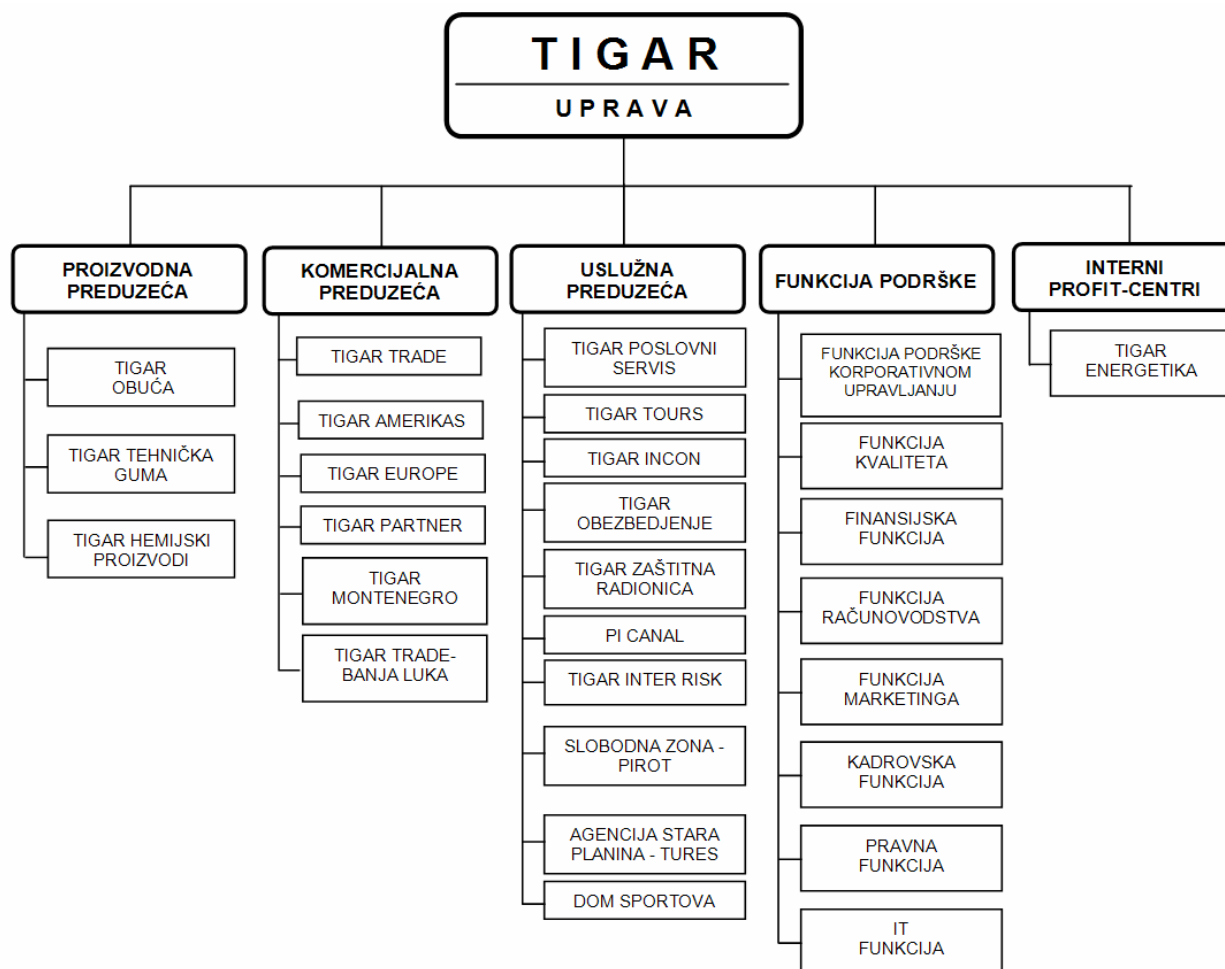 TIGAR
UPRAVA
PROIZVODNA
PREDUZEĆA
TIGAR
OBUĆA
TIGAR TEHNIČKA
GUMA
TIGAR HEMIJSKI
PROIZVODI
KOMERCIJALNA
PREDUZEĆA
TIGAR TRADE
TIGAR AMERIKAS
TIGAR EUROPE
TIGAR PARTNER
TIGAR
MONTENEGRO
TIGAR TRADE-
BANJA LUKA
USLUŽNA
PREDUZEĆA
TIGAR POSLOVNI
SERVIS
TIGAR TOURS
TIGAR INCON
TIGAR
OBEZBEDJENJE
TIGAR ZAŠTITNA
RADIONICA
PI CANAL
TIGAR INTER RISK
SLOBODNA ZONA -
PIROT
AGENCIJA STARA
PLANINA - TURES
DOM SPORTOVA
FUNKCIJA PODRŠKE
FUNKCIJA PODRŠKE
KORPORATIVNOM
UPRAVLJANJU
FUNKCIJA
KVALITETA
FINANSIJSKA
FUNKCIJA
FUNKCIJA
RAČUNOVODSTVA
FUNKCIJA
MARKETINGA
KADROVSKA
FUNKCIJA
PRAVNA
FUNKCIJA
IT
FUNKCIJA
INTERNI
PROFIT-CENTRI
TIGAR
ENERGETIKA